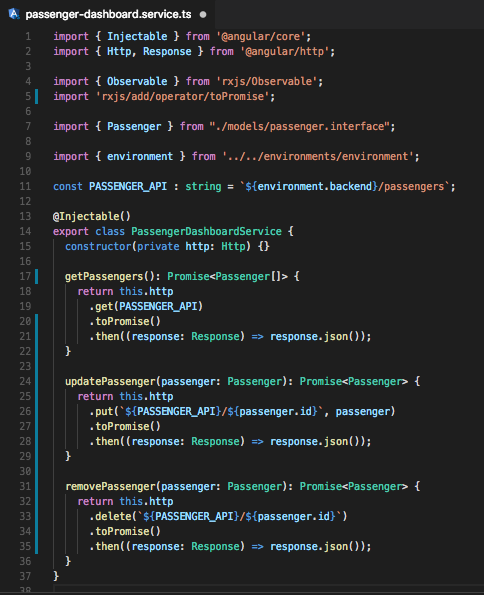 passenger-dashboard.service.ts
1 import { Injectable } from '@angular/core';
2 import { Http, Response } from '@angular/http';
3
4 import { Observable } from 'rxjs/Observable';
5 import 'rxjs/add/operator/toPromise';
6
7 import { Passenger } from "./models/passenger.interface";
8
9 import { environment } from '../../environments/environment';
10
11 const PASSENGER_API : string = `${environment.backend}/passengers`;
12
13 @Injectable()
14 export class PassengerDashboardService {
15   constructor(private http: Http) {}
16
17   getPassengers(): Promise<Passenger[]> {
18     return this.http
19       .get(PASSENGER_API)
20       .toPromise()
21       .then((response: Response) => response.json());
22   }
23
24   updatePassenger(passenger: Passenger): Promise<Passenger> {
25     return this.http
26       .put(`${PASSENGER_API}/${passenger.id}`, passenger)
27       .toPromise()
28       .then((response: Response) => response.json());
29   }
30
31   removePassenger(passenger: Passenger): Promise<Passenger> {
32     return this.http
33       .delete(`${PASSENGER_API}/${passenger.id}`)
34       .toPromise()
35       .then((response: Response) => response.json());
36   }
37 }
38